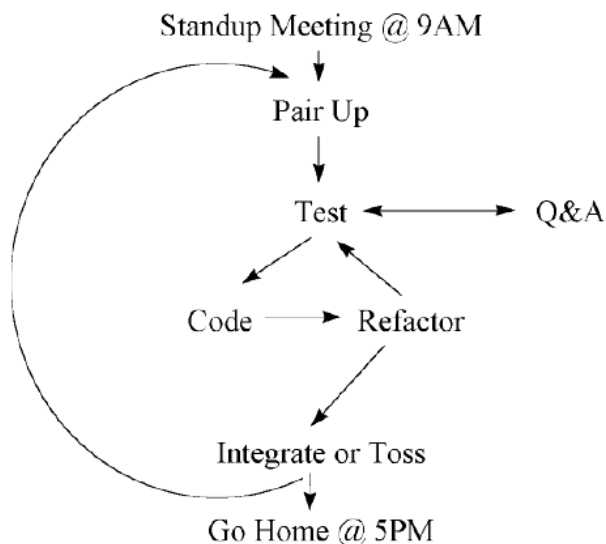 Standup Meeting @ 9AM
Pair Up
Test
Q&A
Code
Refactor
Integrate or Toss
Go Home @ 5PM